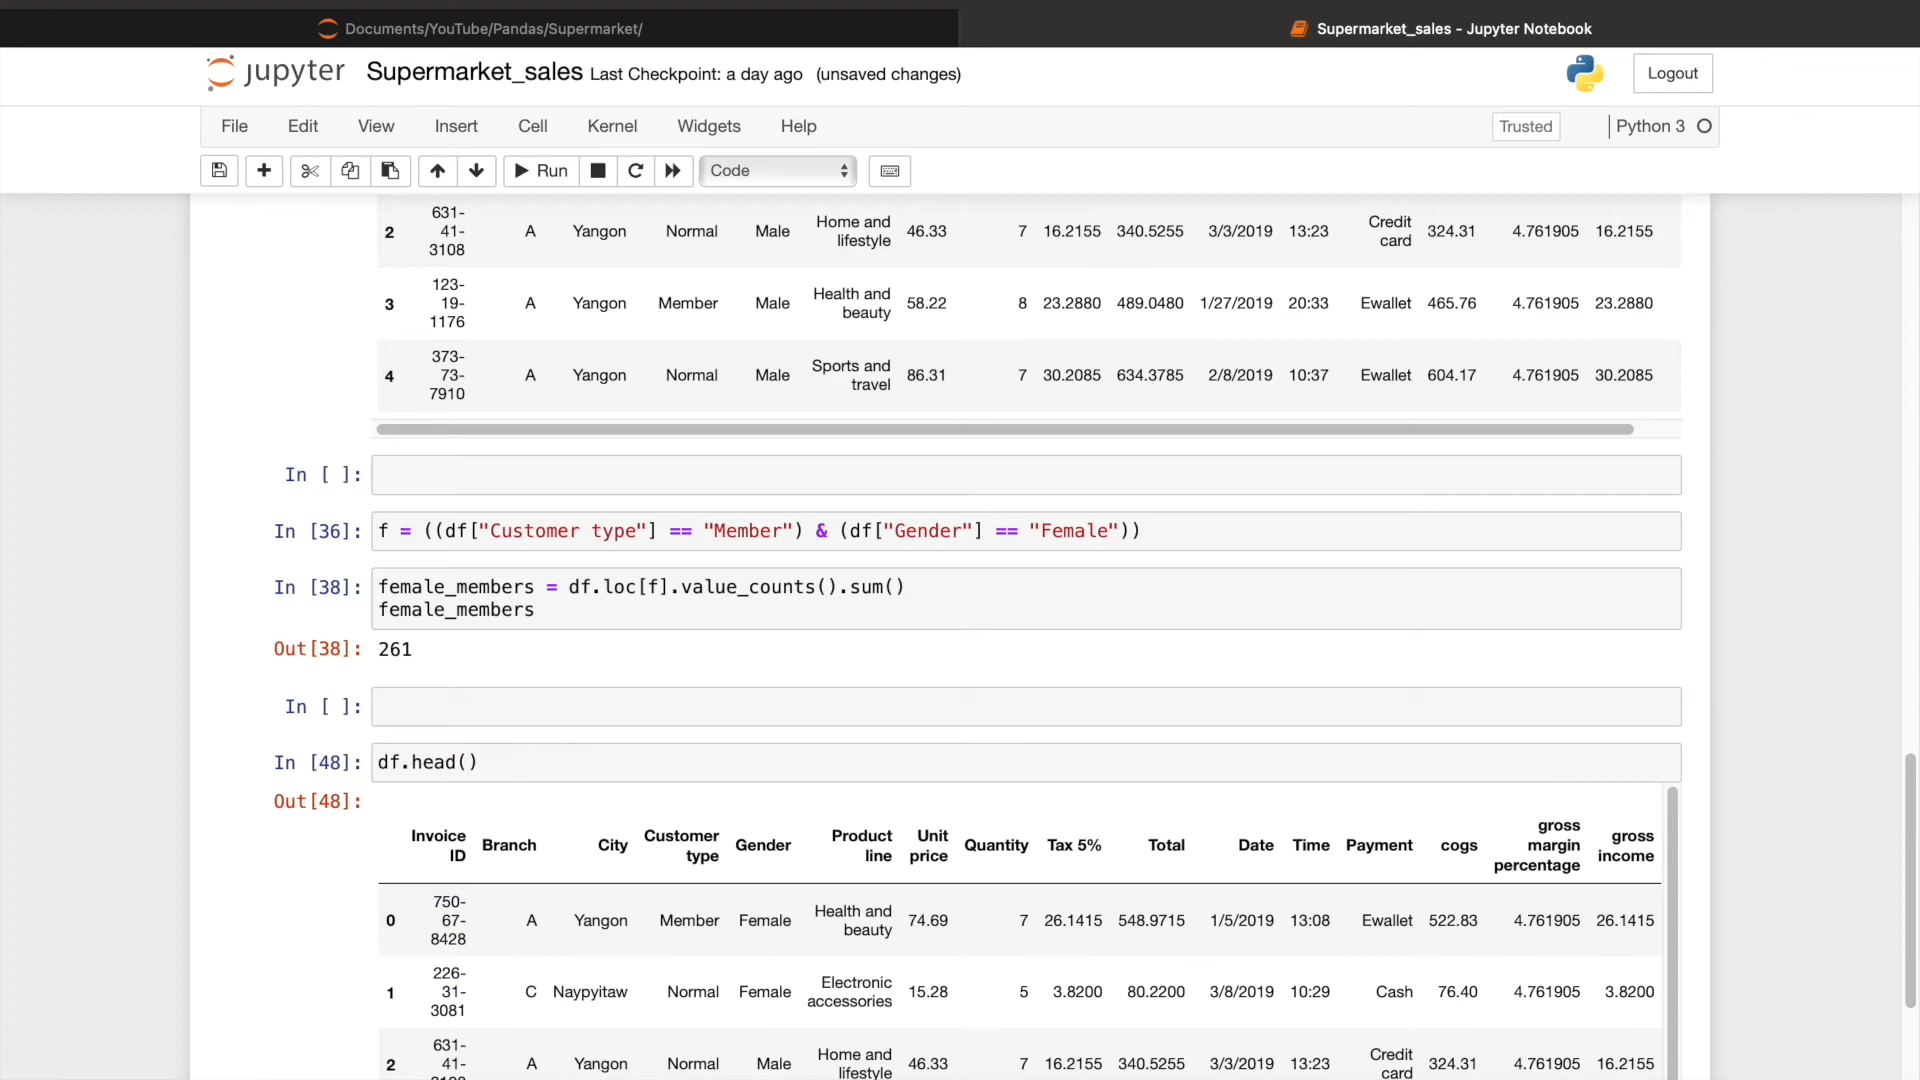 Documents/YouTube/Pandas/Supermarket/
Supermarket_sales - Jupyter Notebook
jupyter Supermarket_sales Last Checkpoint: a day ago (unsaved changes)
Logout
File Edit View Insert Cell Kernel Widgets Help
Trusted
Python 3
Run
Code
631-
2 41- A Yangon Normal Male Home and lifestyle 46.33 7 16.2155 340.5255 3/3/2019 13:23 Credit card 324.31 4.761905 16.2155
3108
123-
3 19- A Yangon Member Male Health and beauty 58.22 8 23.2880 489.0480 1/27/2019 20:33 Ewallet 465.76 4.761905 23.2880
1176
373-
4 73- A Yangon Normal Male Sports and travel 86.31 7 30.2085 634.3785 2/8/2019 10:37 Ewallet 604.17 4.761905 30.2085
7910
In [ ]:
In [36]: f = ((df["Customer type"] == "Member") & (df["Gender"] == "Female"))
In [38]: female_members = df.loc[f].value_counts().sum()
female_members
Out[38]: 261
In [ ]:
In [48]: df.head()
Out[48]:
Invoice ID Branch City Customer type Gender Product line Unit price Quantity Tax 5% Total Date Time Payment cogs gross margin percentage gross income
750-
0 67- A Yangon Member Female Health and beauty 74.69 7 26.1415 548.9715 1/5/2019 13:08 Ewallet 522.83 4.761905 26.1415
8428
226-
1 31- C Naypyitaw Normal Female Electronic accessories 15.28 5 3.8200 80.2200 3/8/2019 10:29 Cash 76.40 4.761905 3.8200
3081
631-
2 41- A Yangon Normal Male Home and lifestyle 46.33 7 16.2155 340.5255 3/3/2019 13:23 Credit card 324.31 4.761905 16.2155